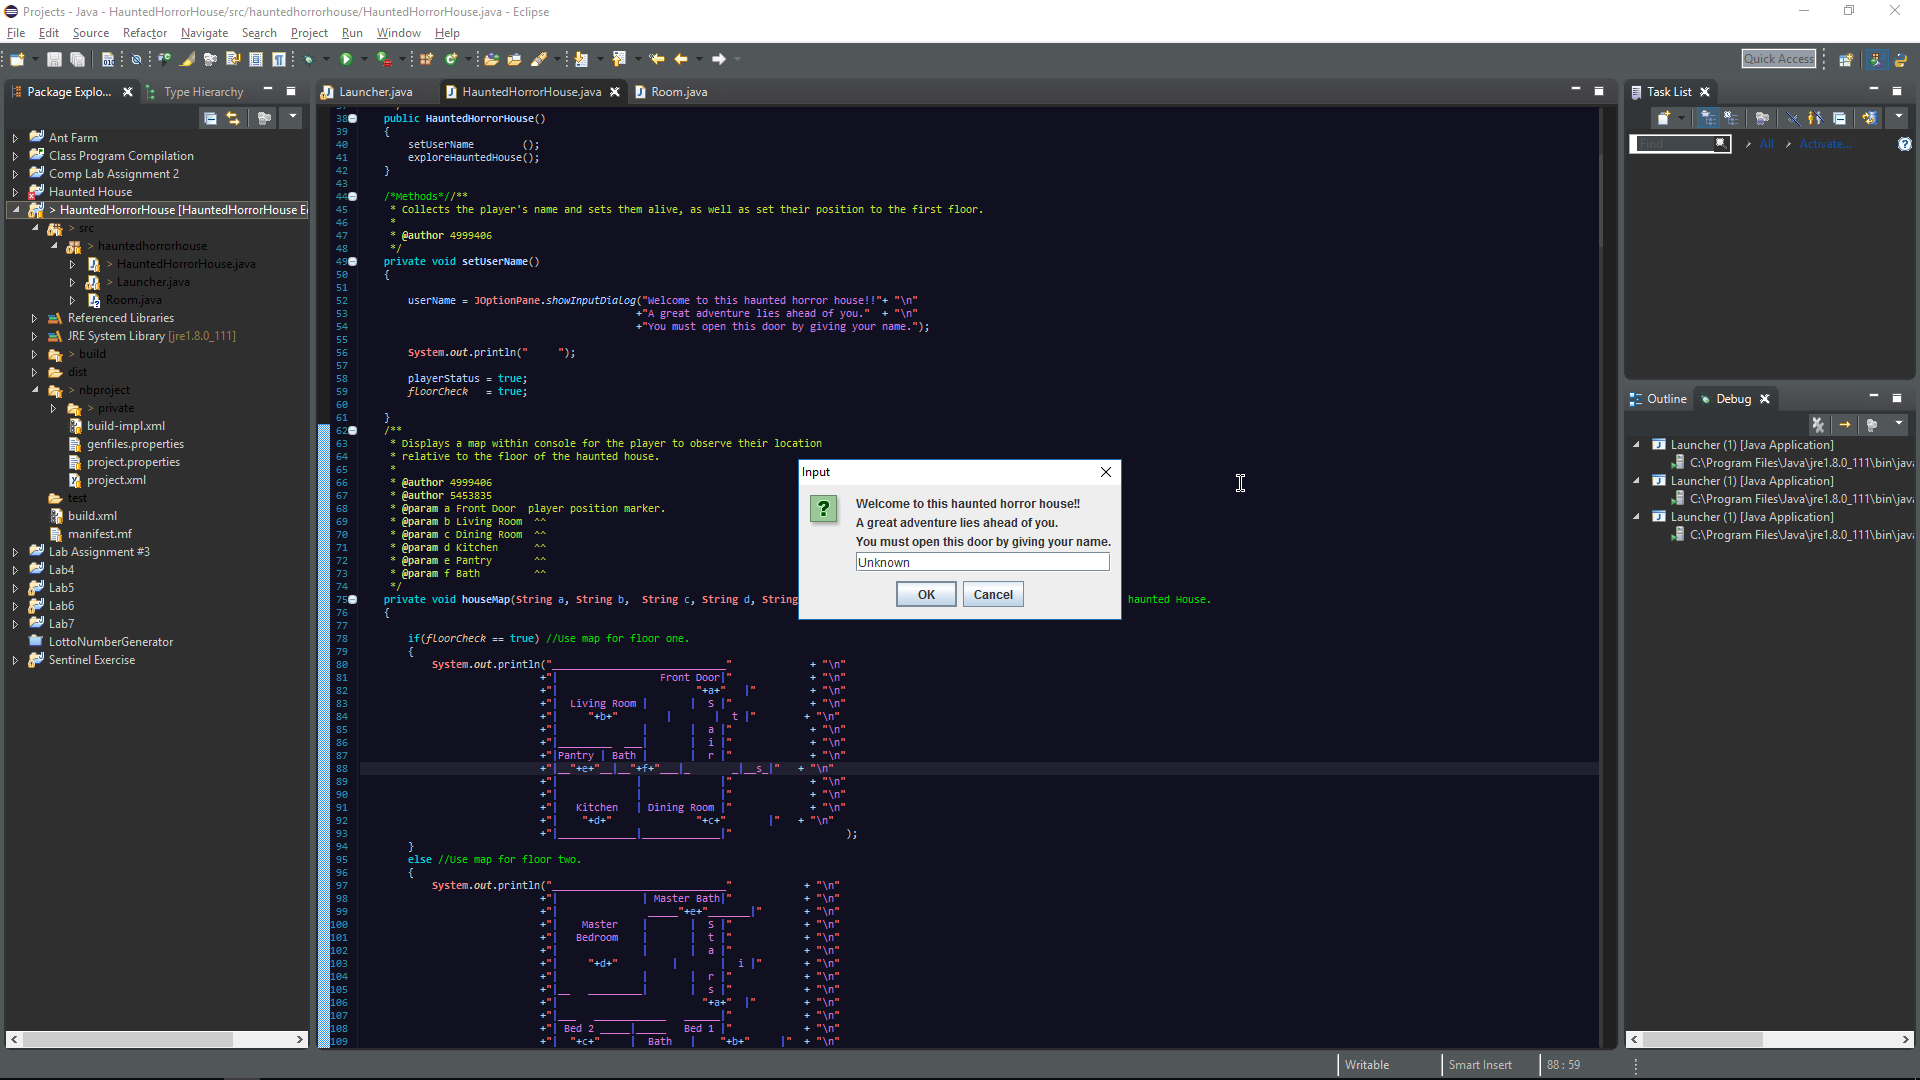 Projects - Java - HauntedHorrorHouse/src/hauntedhorrorhouse/HauntedHorrorHouse.java - Eclipse
File Edit Source Refactor Navigate Search Project Run Window Help
Quick Access
Package Explo...
Type Hierarchy
Ant Farm
Class Program Compilation
Comp Lab Assignment 2
Haunted House
> HauntedHorrorHouse [HauntedHorrorHouse
> src
> hauntedhorrorhouse
> HauntedHorrorHouse.java
> Launcher.java
Room.java
Referenced Libraries
JRE System Library [jre1.8.0_111]
> build
dist
> nbproject
> private
build-impl.xml
genfiles.properties
project.properties
project.xml
test
build.xml
manifest.mf
Lab Assignment #3
Lab4
Lab5
Lab6
Lab7
LottoNumberGenerator
Sentinel Exercise
Launcher.java
HauntedHorrorHouse.java
Room.java
38 public HauntedHorrorHouse()
39 {
40 setUserName ();
41 exploreHauntedHouse();
42 }
43
44 /*Methods*//**
45 * Collects the player's name and sets them alive, as well as set their position to the first floor.
46 *
47 * @author 4999406
48 */
49 private void setUserName()
50 {
51
52 userName = JOptionPane.showInputDialog("Welcome to this haunted horror house!!"+ "\n"
53 +"A great adventure lies ahead of you." + "\n"
54 +"You must open this door by giving your name.");
55
56 System.out.println(" ");
57
58 playerStatus = true;
59 floorCheck = true;
60
61 }
62 /**
63 * Displays a map within console for the player to observe their location
64 * relative to the floor of the haunted house.
65 *
66 * @author 4999406
67 * @author 5453835
68 * @param a Front Door player position marker.
69 * @param b Living Room ^^
70 * @param c Dining Room ^^
71 * @param d Kitchen ^^
72 * @param e Pantry ^^
73 * @param f Bath ^^
74 */
75 private void houseMap(String a, String b, String c, String d, String haunted House.
76 {
77
78 if(floorCheck == true) //Use map for floor one.
79 {
80 System.out.println("_____________________________" + "\n"
81 +"| Front Door|" + "\n"
82 +"| "+a+" |" + "\n"
83 +"| Living Room | | S |" + "\n"
84 +"| "+b+" | | t |" + "\n"
85 +"| | | a |" + "\n"
86 +"|_________ ___| | i |" + "\n"
87 +"|Pantry | Bath | | r |" + "\n"
88 +"|__"+e+"__|__"+f+"___|_ _|__s_|" + "\n"
89 +"| | |" + "\n"
90 +"| | |" + "\n"
91 +"| Kitchen | Dining Room |" + "\n"
92 +"| "+d+" "+c+" |" + "\n"
93 +"|_____________|_____________|" );
94 }
95 else //Use map for floor two.
96 {
97 System.out.println("_____________________________" + "\n"
98 +"| | Master Bath|" + "\n"
99 +"| _____"+e+"_______|" + "\n"
100 +"| Master | | S |" + "\n"
101 +"| Bedroom | | t |" + "\n"
102 +"| | | a |" + "\n"
103 +"| "+d+" | | i |" + "\n"
104 +"| | | r |" + "\n"
105 +"|__ _________| | s |" + "\n"
106 +"| "+a+" |" + "\n"
107 +"|___ ____________ ______|" + "\n"
108 +"| Bed 2 _____|_____ Bed 1 |" + "\n"
109 +"| "+c+" | Bath | "+b+" |" + "\n"
Input
Welcome to this haunted horror house!!
A great adventure lies ahead of you.
You must open this door by giving your name.
Unknown
OK Cancel
Task List
Find
All
Activate...
Outline
Debug
Launcher (1) [Java Application]
C:\Program Files\Java\jre1.8.0_111\bin\java
Launcher (1) [Java Application]
C:\Program Files\Java\jre1.8.0_111\bin\java
Launcher (1) [Java Application]
C:\Program Files\Java\jre1.8.0_111\bin\java
Writable
Smart Insert
88 : 59